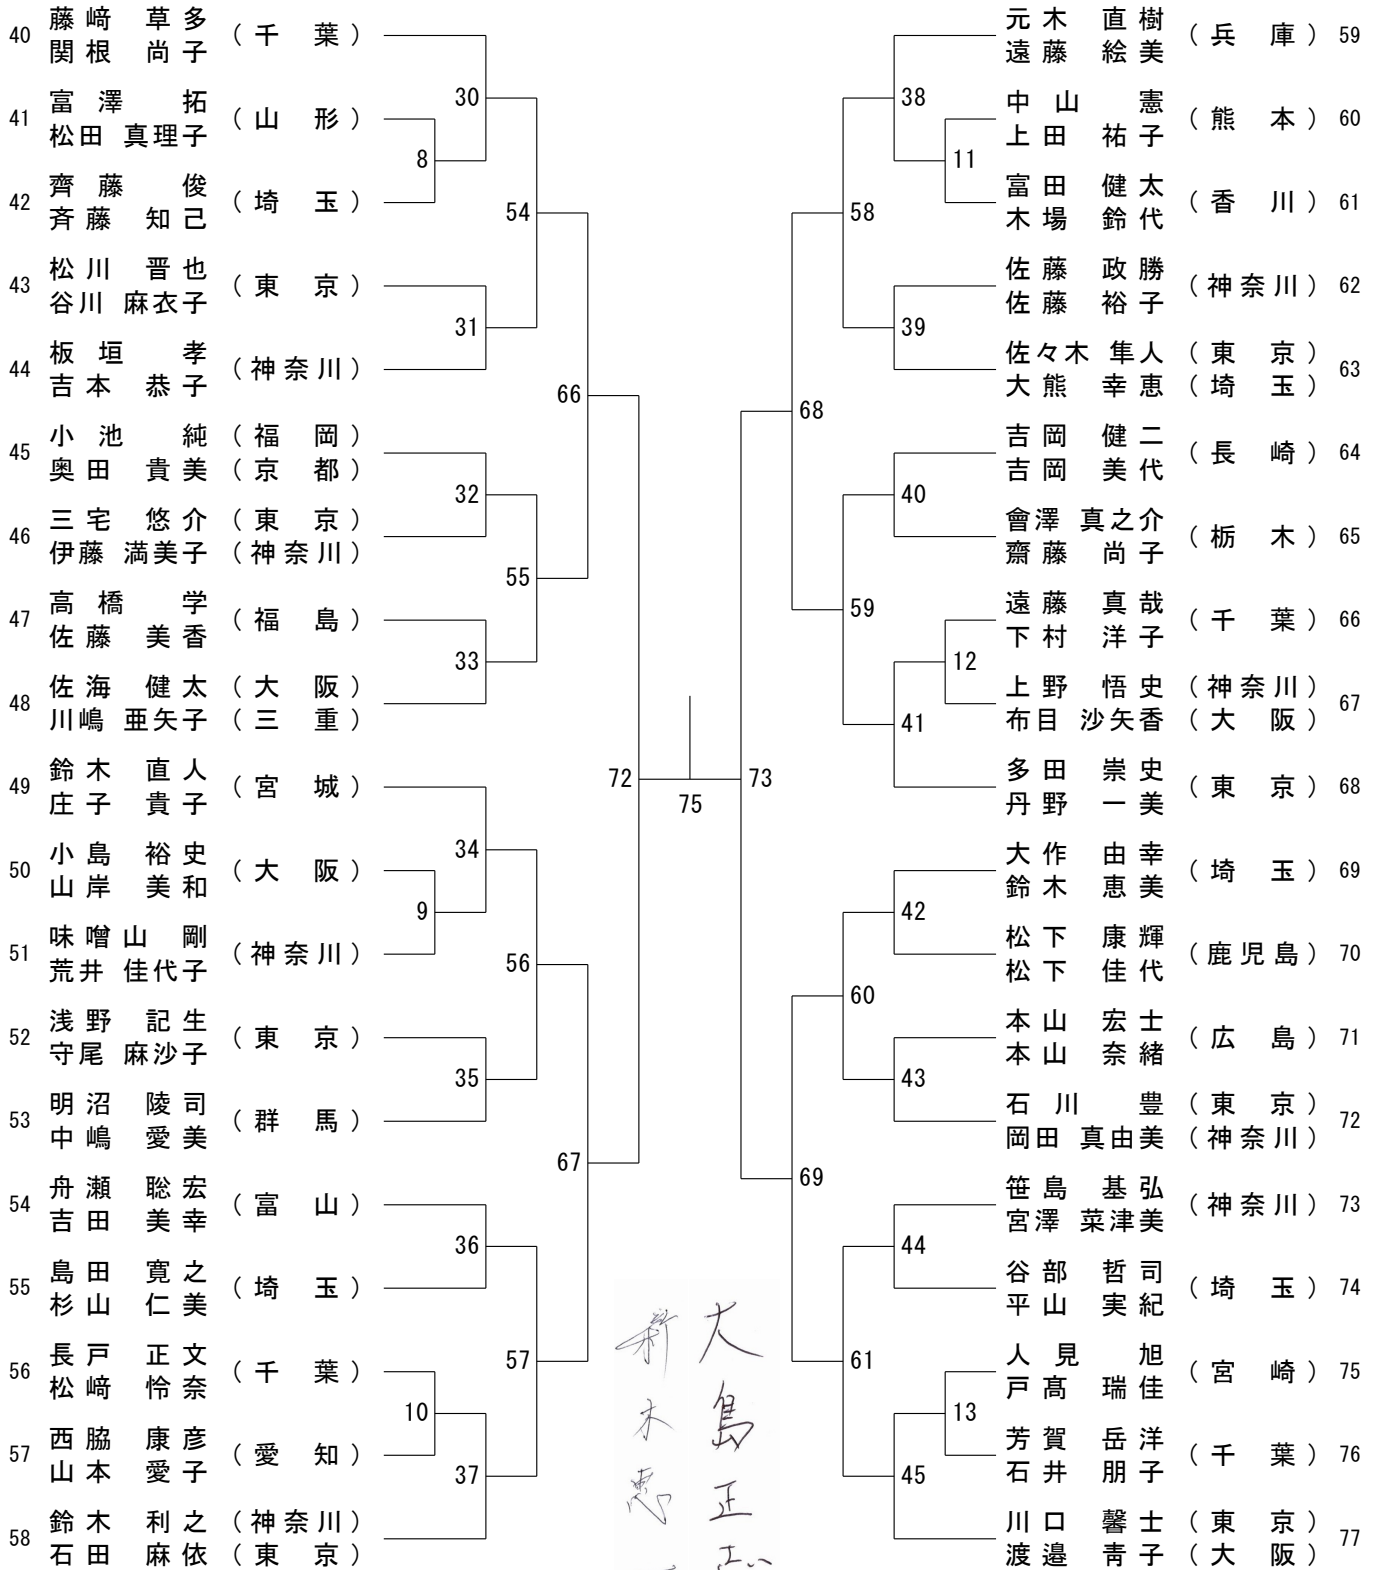 40 藤﨑 草多 (千葉)
関根 尚子
41 富澤 拓 (山形)
松田 真理子
42 齊藤 俊 (埼玉)
斉藤 知己
43 松川 晋也 (東京)
谷川 麻衣子
44 板垣 孝 (神奈川)
吉本 恭子
45 小池 純 (福岡)
奥田 貴美 (京都)
46 三宅 悠介 (東京)
伊藤 満美子 (神奈川)
47 高橋 学 (福島)
佐藤 美香
48 佐海 健太 (大阪)
川嶋 亜矢子 (三重)
49 鈴木 直人 (宮城)
庄子 貴子
50 小島 裕史 (大阪)
山岸 美和
51 味噌山 剛 (神奈川)
荒井 佳代子
52 浅野 記生 (東京)
守尾 麻沙子
53 明沼 陵司 (群馬)
中嶋 愛美
54 舟瀬 聡宏 (富山)
吉田 美幸
55 島田 寛之 (埼玉)
杉山 仁美
56 長戸 正文 (千葉)
松﨑 怜奈
57 西脇 康彦 (愛知)
山本 愛子
58 鈴木 利之 (神奈川)
石田 麻依 (東京)
30
8
54
31
66
32
55
33
72
34
9
56
35
67
36
57
10
37
75
73
38
11
58
39
68
40
59
12
41
42
60
43
69
44
61
13
45
元木 直樹 (兵庫) 59
遠藤 絵美
中山 憲 (熊本) 60
上田 祐子
富田 健太 (香川) 61
木場 鈴代
佐藤 政勝 (神奈川) 62
佐藤 裕子
佐々木 隼人 (東京) 63
大熊 幸恵 (埼玉)
吉岡 健二 (長崎) 64
吉岡 美代
會澤 真之介 (栃木) 65
齋藤 尚子
遠藤 真哉 (千葉) 66
下村 洋子
上野 悟史 (神奈川) 67
布目 沙矢香 (大阪)
多田 崇史 (東京) 68
丹野 一美
大作 由幸 (埼玉) 69
鈴木 恵美
松下 康輝 (鹿児島) 70
松下 佳代
本山 宏士 (広島) 71
本山 奈緒
石川 豊 (東京) 72
岡田 真由美 (神奈川)
笹島 基弘 (神奈川) 73
宮澤 菜津美
谷部 哲司 (埼玉) 74
平山 実紀
人見 旭 (宮崎) 75
戸髙 瑞佳
芳賀 岳洋 (千葉) 76
石井 朋子
川口 馨士 (東京) 77
渡邉 青子 (大阪)
大島正
新木恵